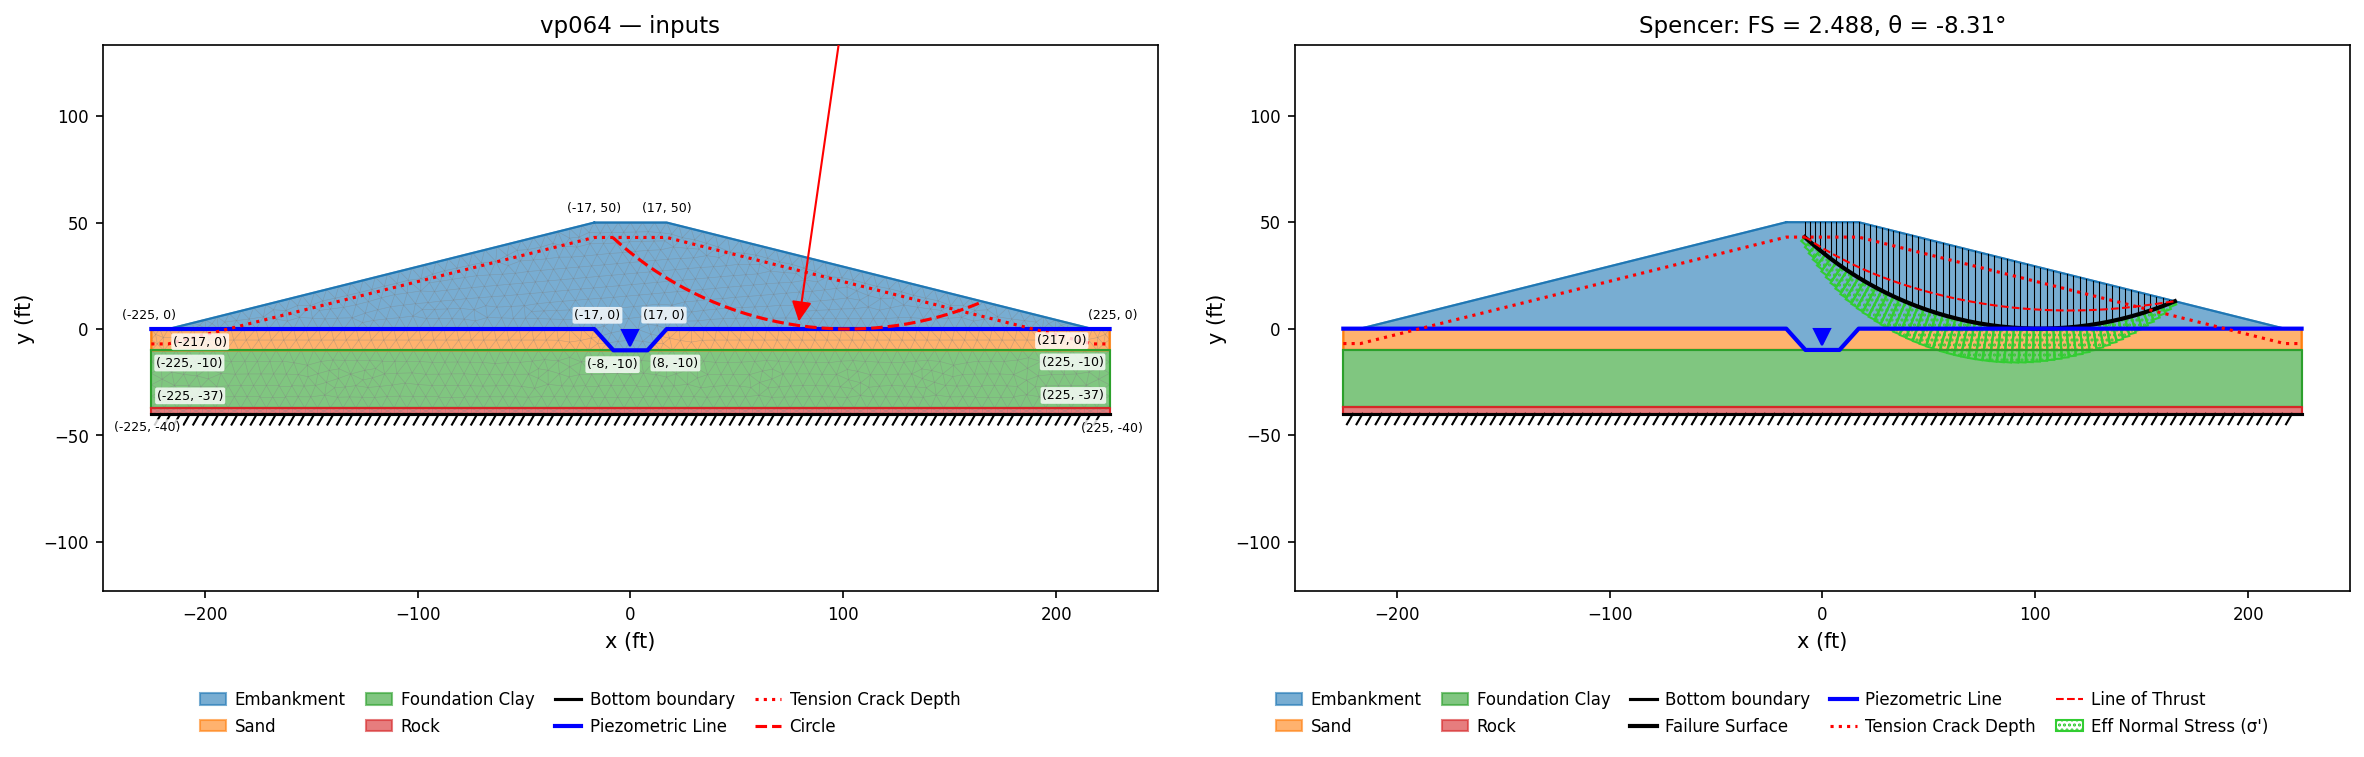 vp064 — inputs
100
50
0
−50
−100
y (ft)
(-17, 50)
(17, 50)
(-225, 0)
(-17, 0)
(17, 0)
(225, 0)
(-217, 0)
(217, 0)
(-225, -10)
(-8, -10)
(8, -10)
(225, -10)
(-225, -37)
(225, -37)
(-225, -40)
(225, -40)
−200
−100
0
100
200
x (ft)
Embankment
Sand
Foundation Clay
Rock
Bottom boundary
Piezometric Line
Tension Crack Depth
Circle
Spencer: FS = 2.488, θ = -8.31°
100
50
0
−50
−100
y (ft)
−200
−100
0
100
200
x (ft)
Embankment
Sand
Foundation Clay
Rock
Bottom boundary
Failure Surface
Piezometric Line
Tension Crack Depth
Line of Thrust
Eff Normal Stress (σ')